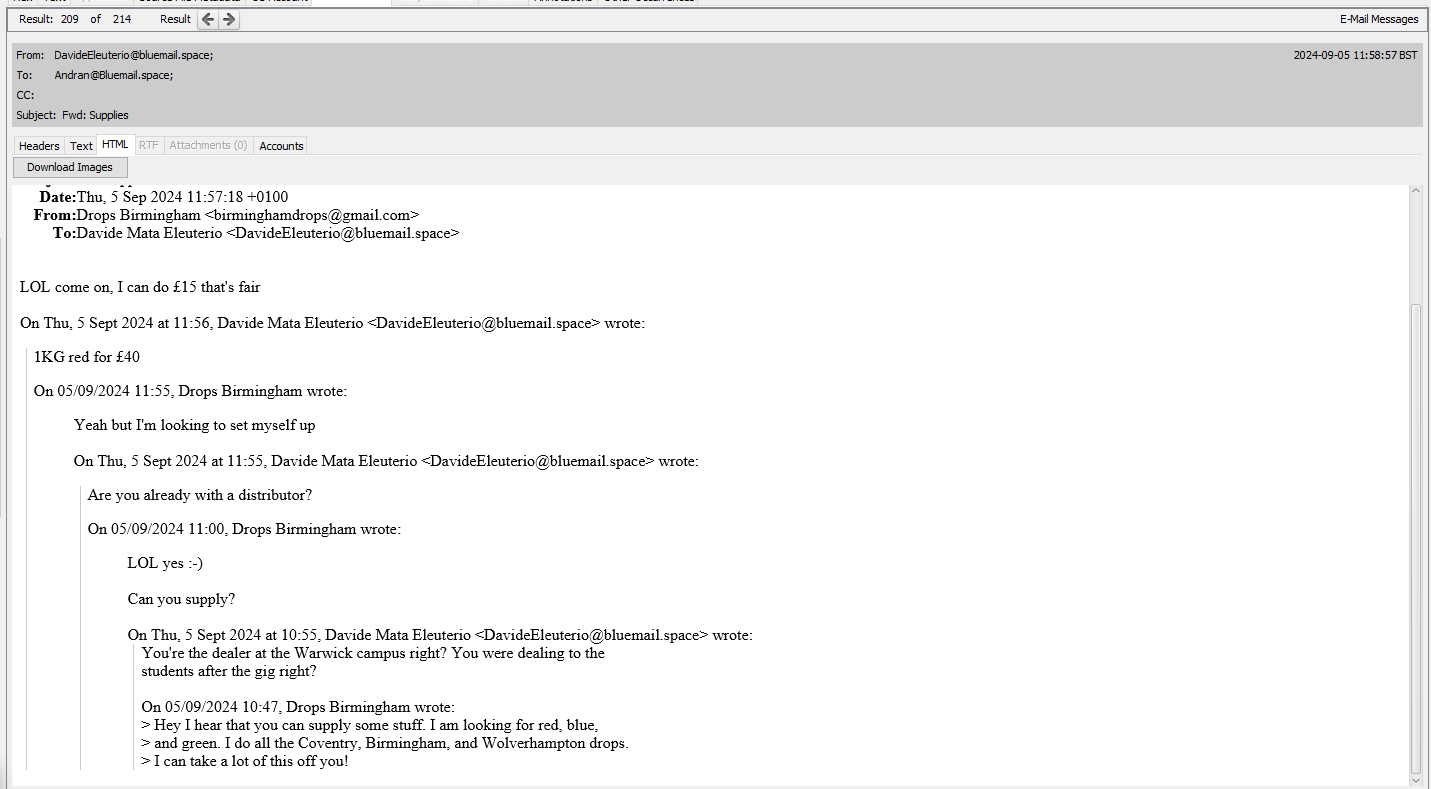 Result: 209 of 214 Result E-Mail Messages
From: DavideEleuterio@bluemail.space; 2024-09-05 11:58:57 BST
To: Andran@Bluemail.space;
CC:
Subject: Fwd: Supplies
Headers Text HTML RTF Attachments (0) Accounts
Download Images
Date:Thu, 5 Sep 2024 11:57:18 +0100
From:Drops Birmingham <birminghamdrops@gmail.com>
To:Davide Mata Eleuterio <DavideEleuterio@bluemail.space>
LOL come on, I can do £15 that's fair
On Thu, 5 Sept 2024 at 11:56, Davide Mata Eleuterio <DavideEleuterio@bluemail.space> wrote:
1KG red for £40
On 05/09/2024 11:55, Drops Birmingham wrote:
Yeah but I'm looking to set myself up
On Thu, 5 Sept 2024 at 11:55, Davide Mata Eleuterio <DavideEleuterio@bluemail.space> wrote:
Are you already with a distributor?
On 05/09/2024 11:00, Drops Birmingham wrote:
LOL yes :-)
Can you supply?
On Thu, 5 Sept 2024 at 10:55, Davide Mata Eleuterio <DavideEleuterio@bluemail.space> wrote:
You're the dealer at the Warwick campus right? You were dealing to the
students after the gig right?
On 05/09/2024 10:47, Drops Birmingham wrote:
> Hey I hear that you can supply some stuff. I am looking for red, blue,
> and green. I do all the Coventry, Birmingham, and Wolverhampton drops.
> I can take a lot of this off you!